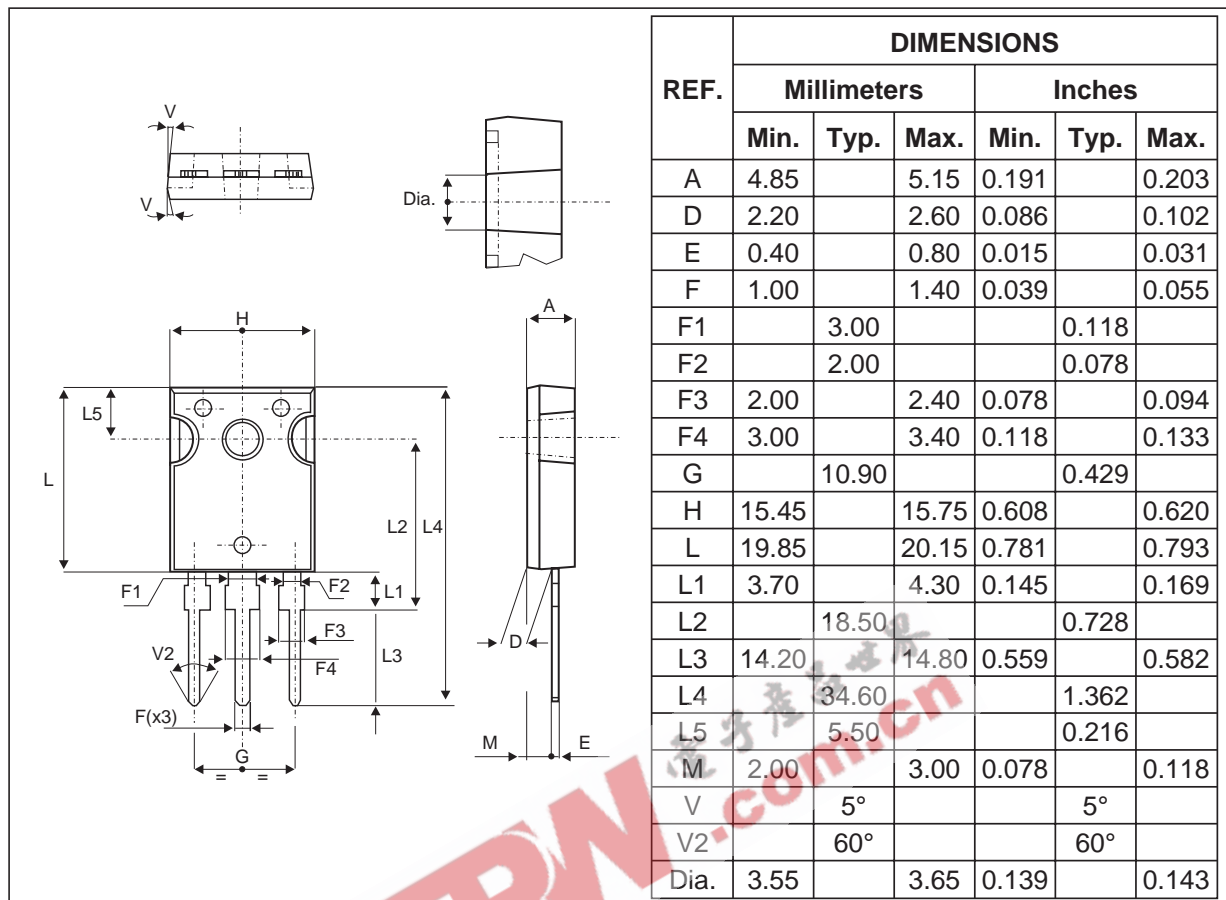 V
V
Dia.
H
A
L5
L
L2
L4
F1
F2
L1
F3
D
V2
L3
F4
F(x3)
G
M
E
= =
DIMENSIONS
REF. Millimeters Inches
Min. Typ. Max. Min. Typ. Max.
A 4.85 5.15 0.191 0.203
D 2.20 2.60 0.086 0.102
E 0.40 0.80 0.015 0.031
F 1.00 1.40 0.039 0.055
F1 3.00 0.118
F2 2.00 0.078
F3 2.00 2.40 0.078 0.094
F4 3.00 3.40 0.118 0.133
G 10.90 0.429
H 15.45 15.75 0.608 0.620
L 19.85 20.15 0.781 0.793
L1 3.70 4.30 0.145 0.169
L2 18.50 0.728
L3 14.20 14.80 0.559 0.582
L4 34.60 1.362
L5 5.50 0.216
M 2.00 3.00 0.078 0.118
V 5° 5°
V2 60° 60°
Dia. 3.55 3.65 0.139 0.143
電子產品世界
.com.cn